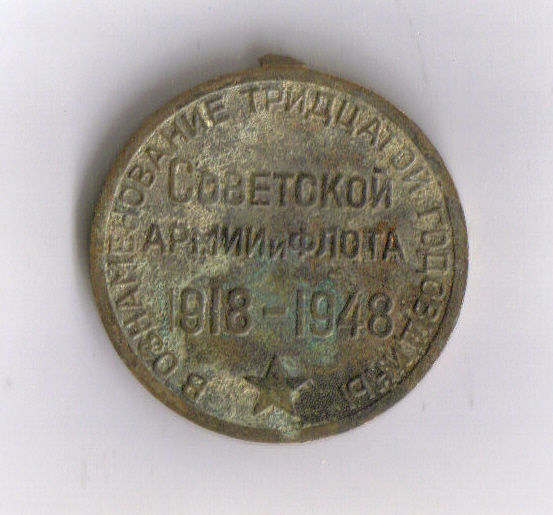 В ОЗНАМЕНОВАНИЕ ТРИДЦАТОЙ ГОДОВЩИНЫ
СОВЕТСКОЙ
АРМИИ и ФЛОТА
1918-1948